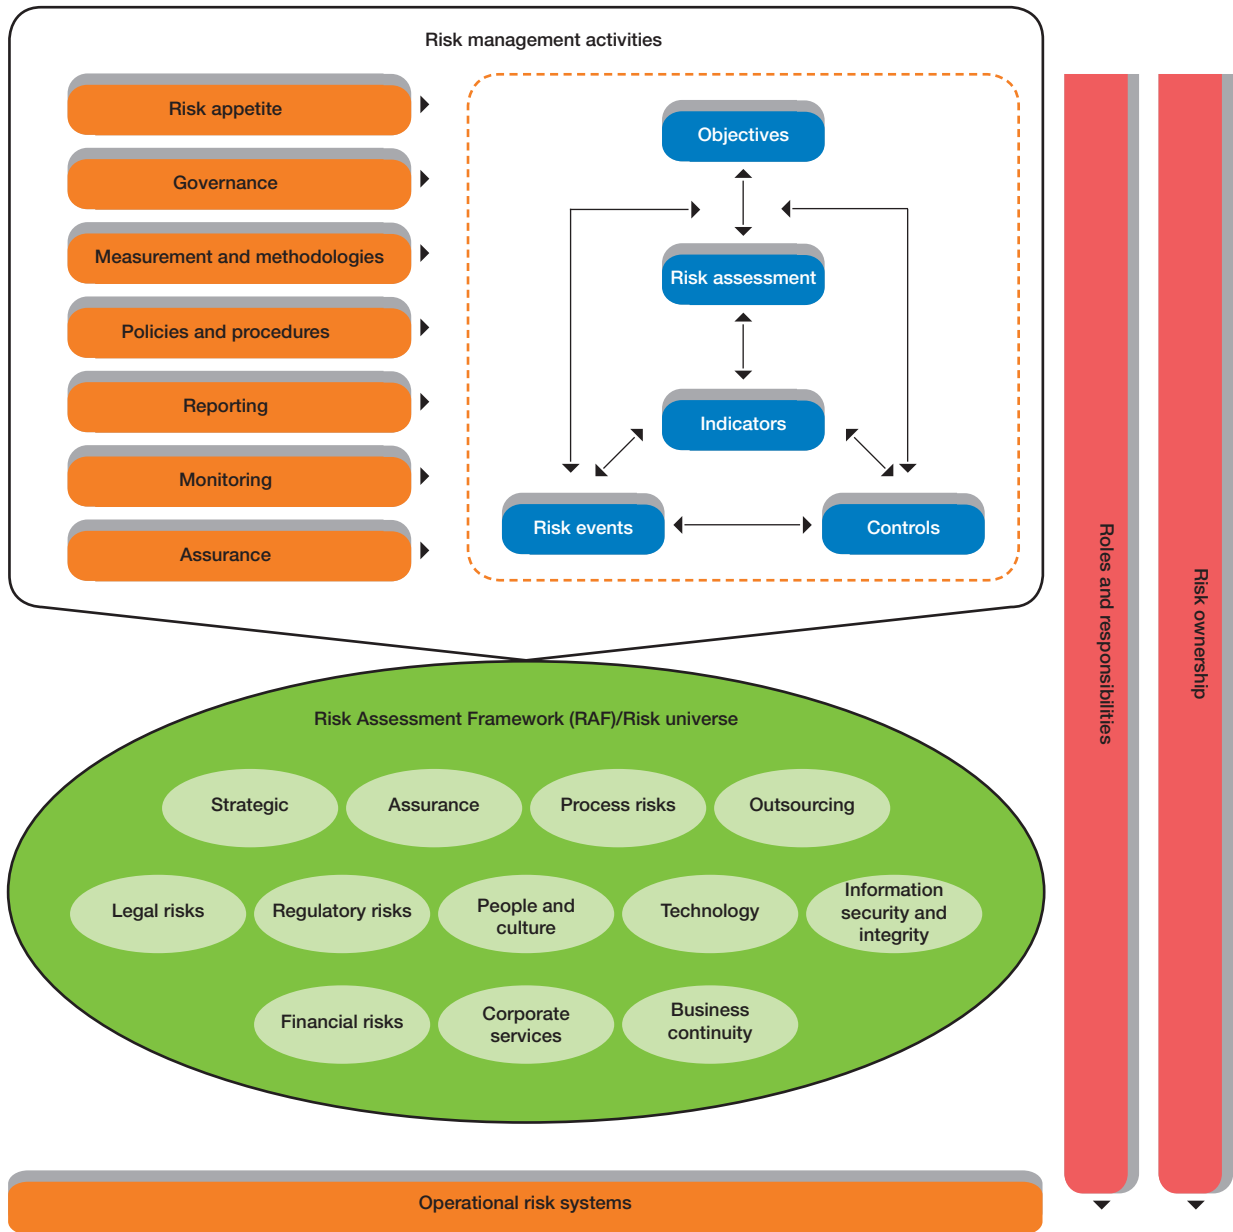 Risk management activities
Risk appetite
Governance
Measurement and methodologies
Policies and procedures
Reporting
Monitoring
Assurance
Objectives
Risk assessment
Indicators
Risk events
Controls
Roles and responsibilities
Risk ownership
Risk Assessment Framework (RAF)/Risk universe
Strategic
Assurance
Process risks
Outsourcing
Legal risks
Regulatory risks
People and
culture
Technology
Information
security and
integrity
Financial risks
Corporate
services
Business
continuity
Operational risk systems